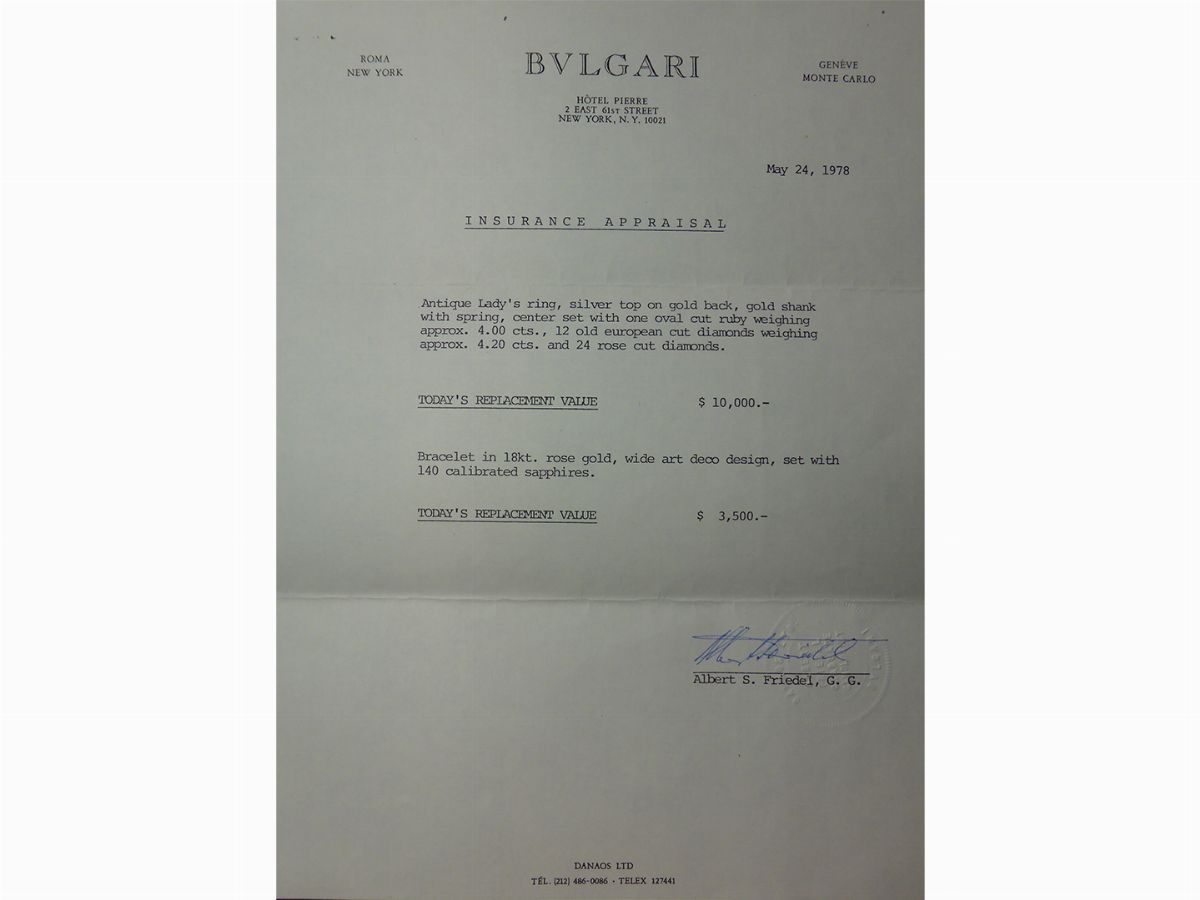 ROMA
NEW YORK
BVLGARI
GENÈVE
MONTE CARLO
HÔTEL PIERRE
2 EAST 61ST STREET
NEW YORK, N. Y. 10021
May 24, 1978
INSURANCE APPRAISAL
Antique Lady's ring, silver top on gold back, gold shank
with spring, center set with one oval cut ruby weighing
approx. 4.00 cts., 12 old european cut diamonds weighing
approx. 4.20 cts. and 24 rose cut diamonds.
TODAY'S REPLACEMENT VALUE $ 10,000.-
Bracelet in 18kt. rose gold, wide art deco design, set with
140 calibrated sapphires.
TODAY'S REPLACEMENT VALUE $ 3,500.-
Albert S. Friedel, G. G.
DANAOS LTD
TÉL. (212) 486-0086 - TELEX 127441